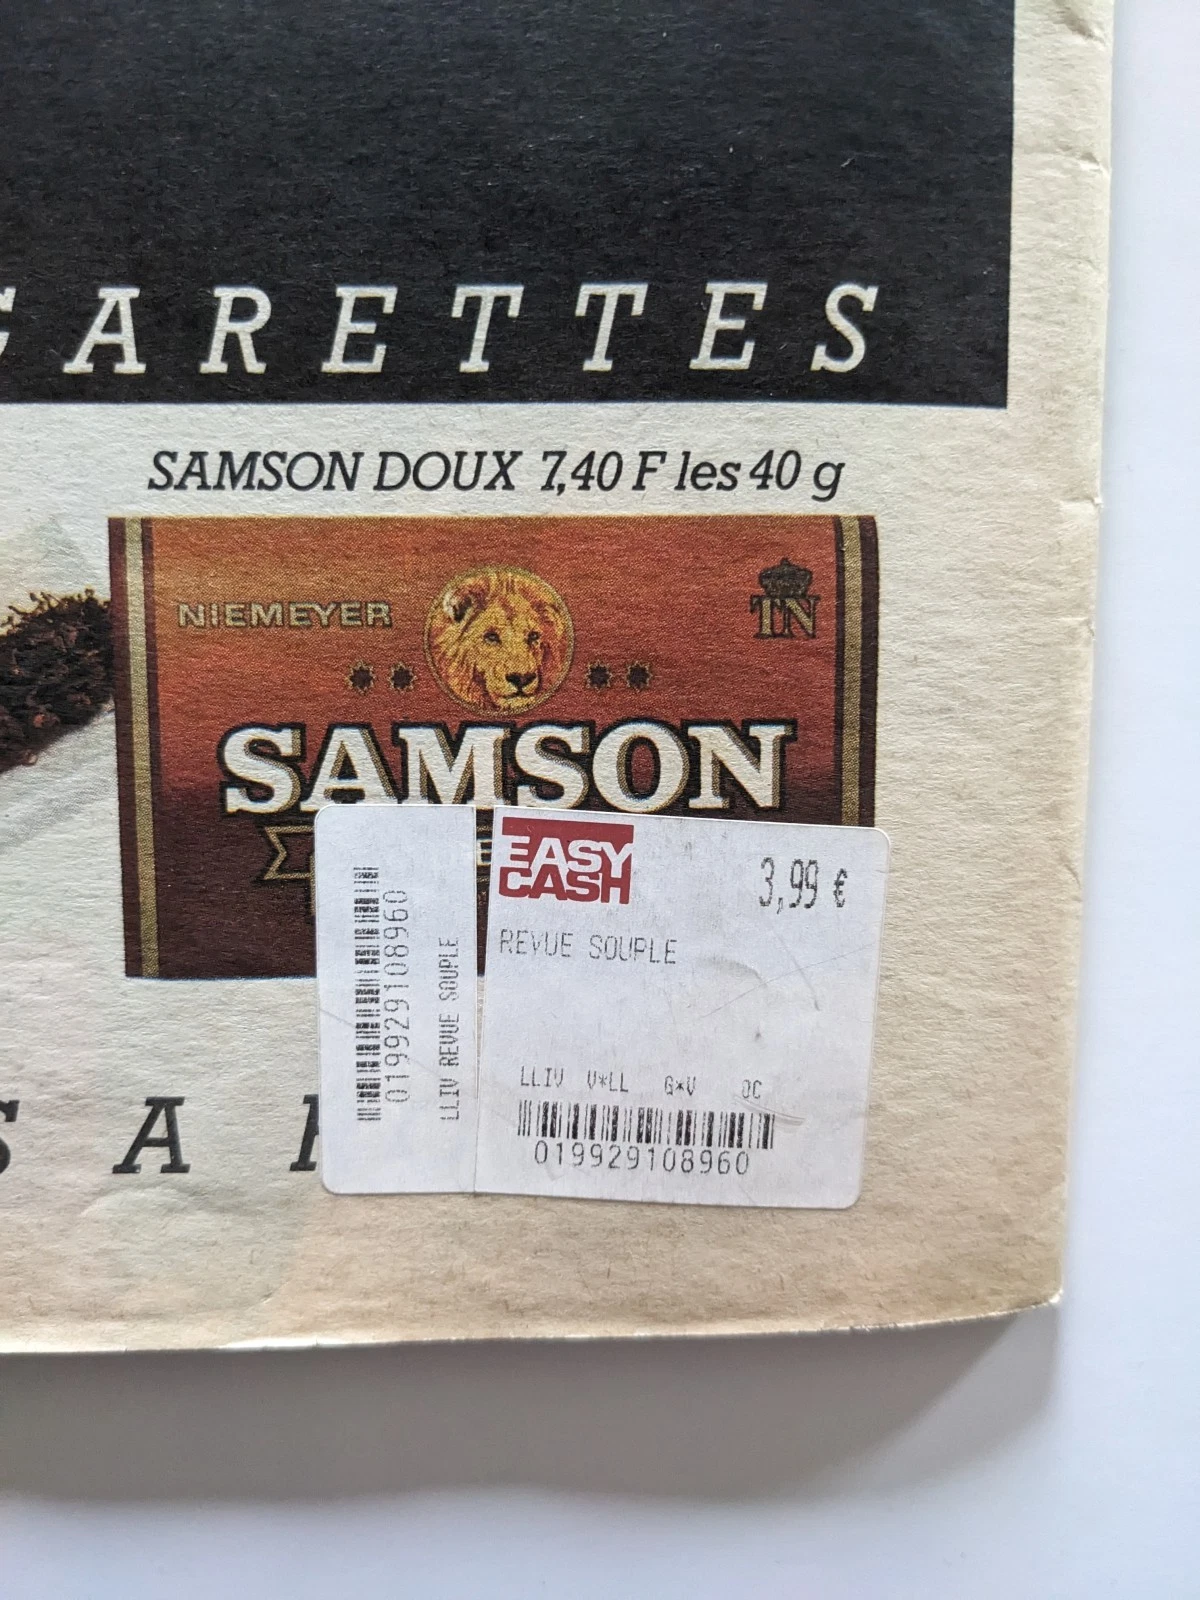 GARETTES
SAMSON DOUX 7,40 F les 40 g
NIEMEYER
TN
SAMSON
EASY
CASH
3,99 €
REVUE SOUPLE
LLIV V*LL G*V OC
019929108960
019929108960
LLIV REVUE SOUPLE
S A